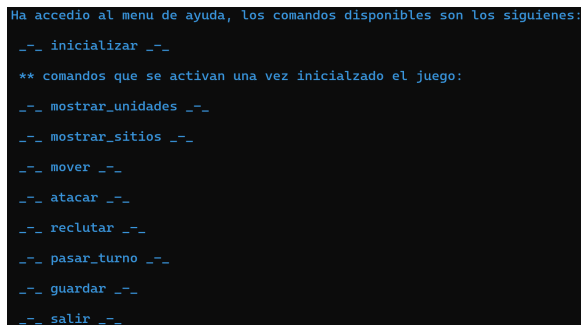 Ha accedio al menu de ayuda, los comandos disponibles son los siguienes:
_-_ inicializar _-_
** comandos que se activan una vez inicialzado el juego:
_-_ mostrar_unidades _-_
_-_ mostrar_sitios _-_
_-_ mover _-_
_-_ atacar _-_
_-_ reclutar _-_
_-_ pasar_turno _-_
_-_ guardar _-_
_-_ salir _-_